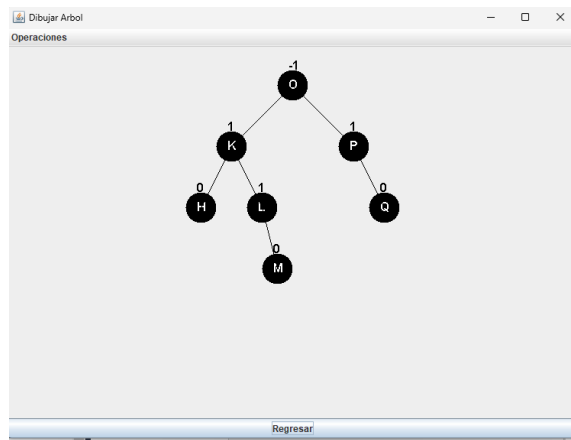 Dibujar Arbol
Operaciones
-1
O
1 1
K P
0 1 0
H L Q
0
M
Regresar